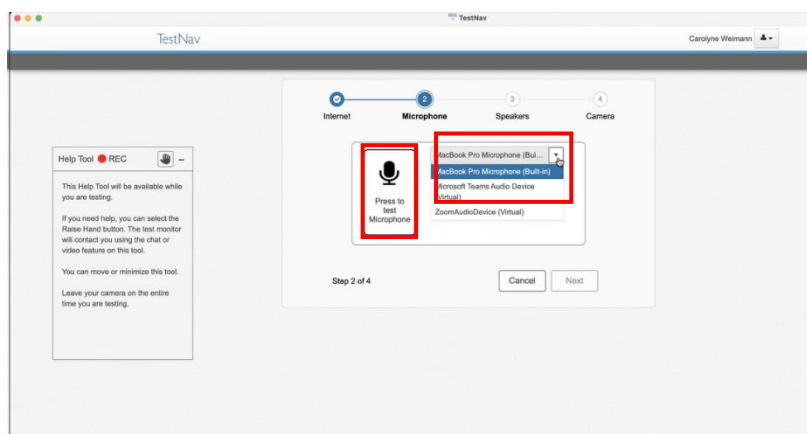 TestNav
TestNav
Carolyne Weimann
2
3
4
Internet
Microphone
Speakers
Camera
Help Tool REC
This Help Tool will be available while
you are testing.
If you need help, you can select the
Raise Hand button. The test monitor
will contact you using the chat or
video feature on this tool.
You can move or minimize this tool.
Leave your camera on the entire
time you are testing.
Press to
test
Microphone
MacBook Pro Microphone (Bui...
MacBook Pro Microphone (Built-in)
Microsoft Teams Audio Device
(Virtual)
ZoomAudioDevice (Virtual)
Step 2 of 4
Cancel
Next